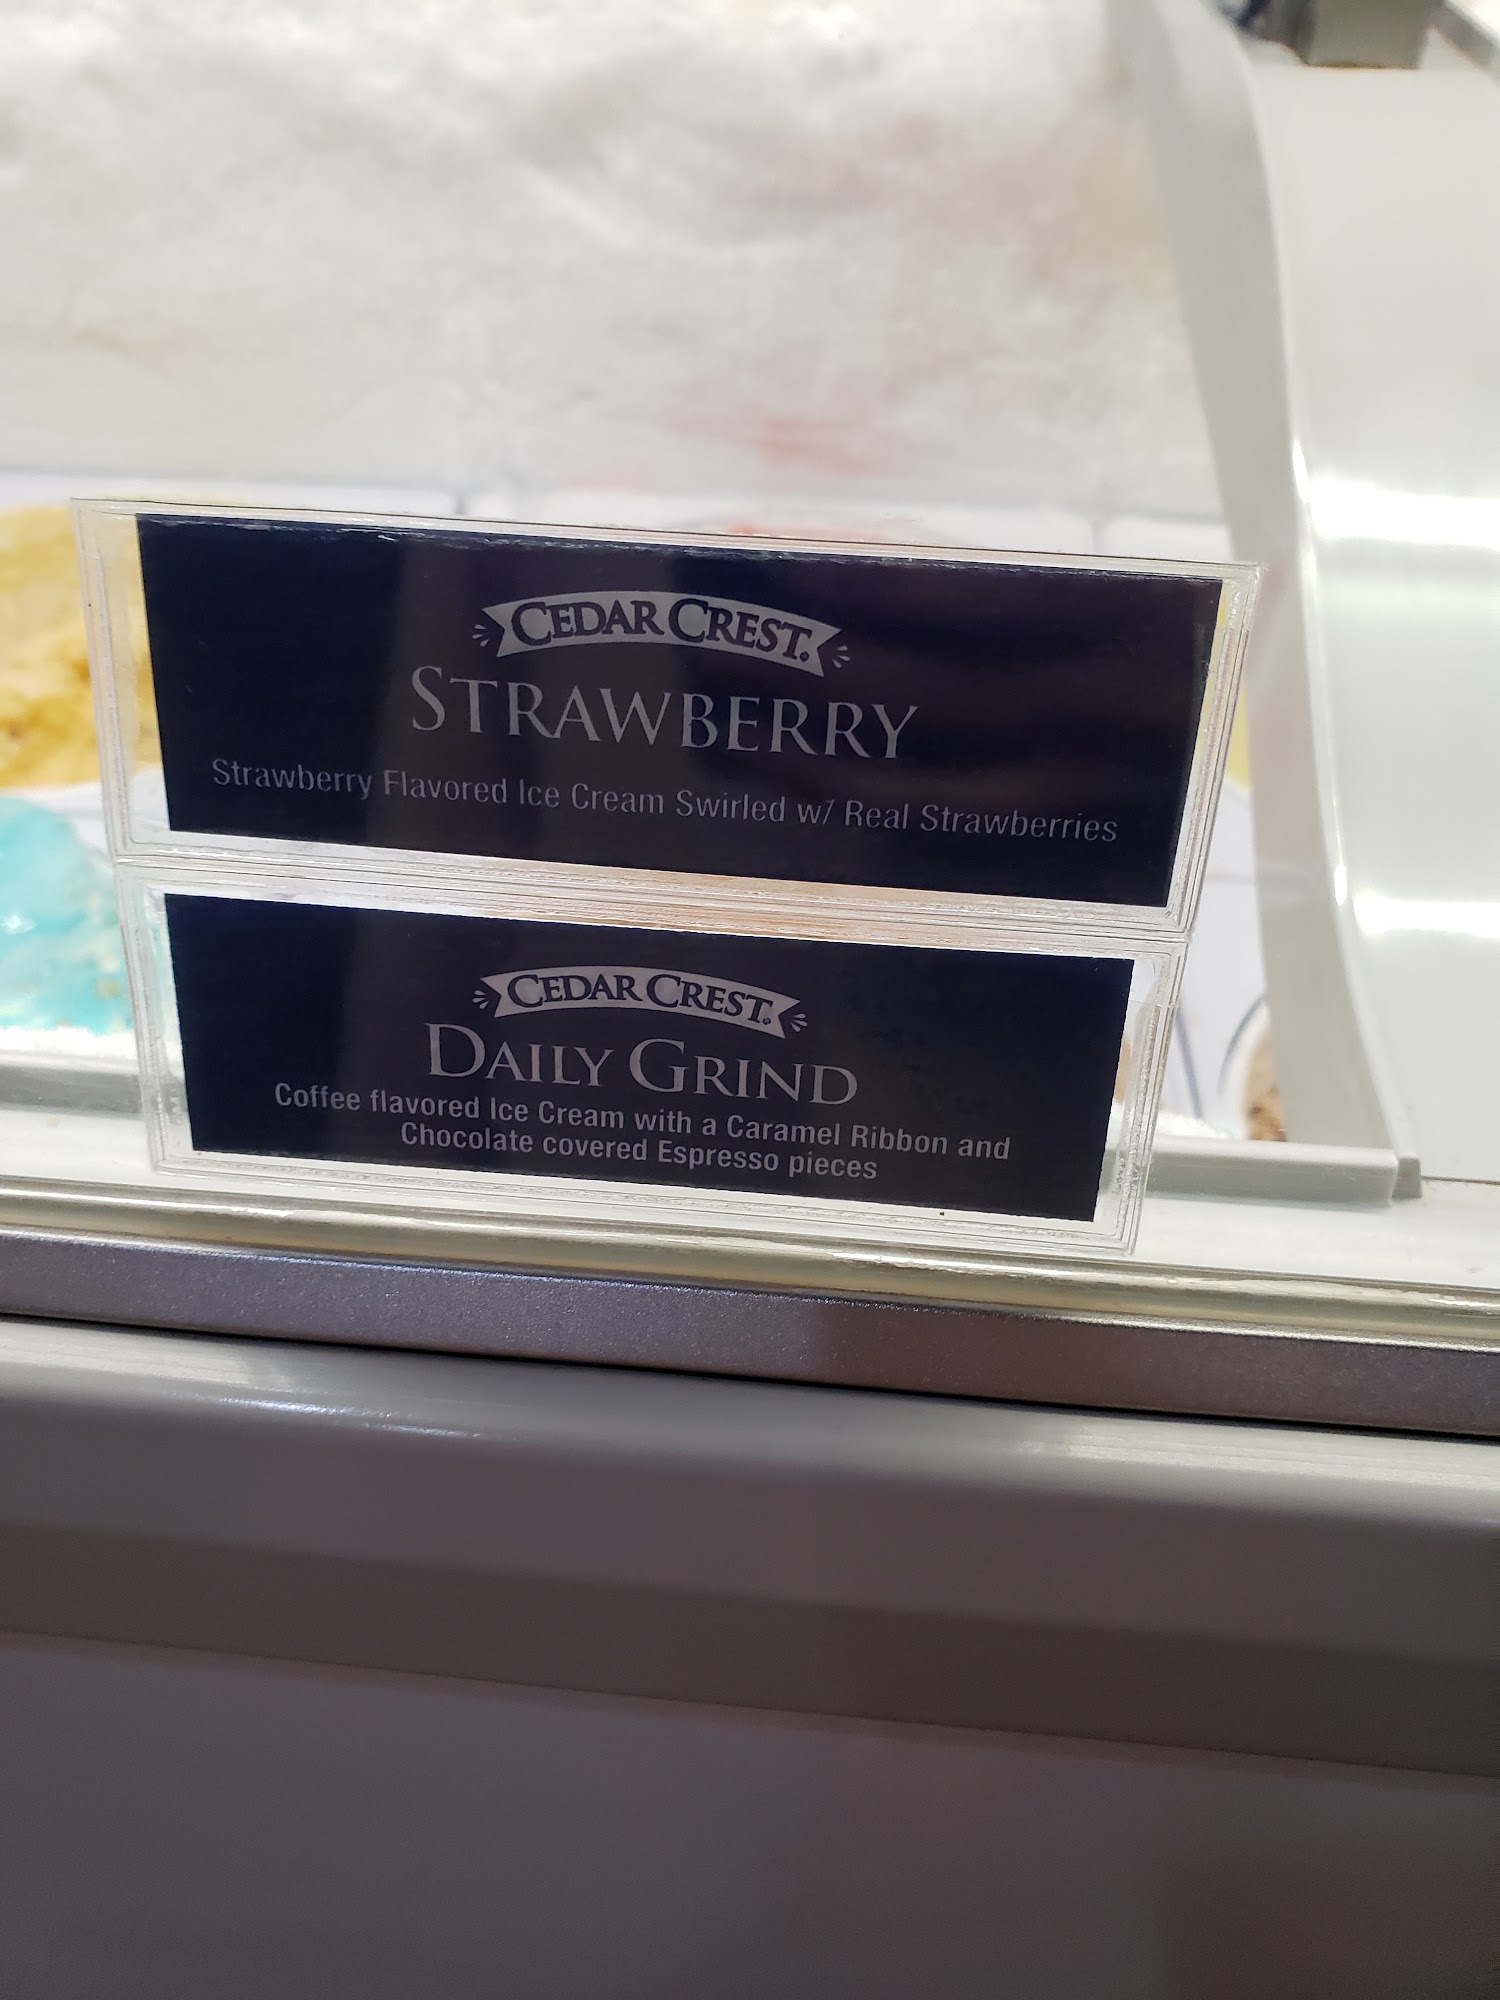 CEDAR CREST.
STRAWBERRY
Strawberry Flavored Ice Cream Swirled w/ Real Strawberries
CEDAR CREST.
DAILY GRIND
Coffee flavored Ice Cream with a Caramel Ribbon and
Chocolate covered Espresso pieces